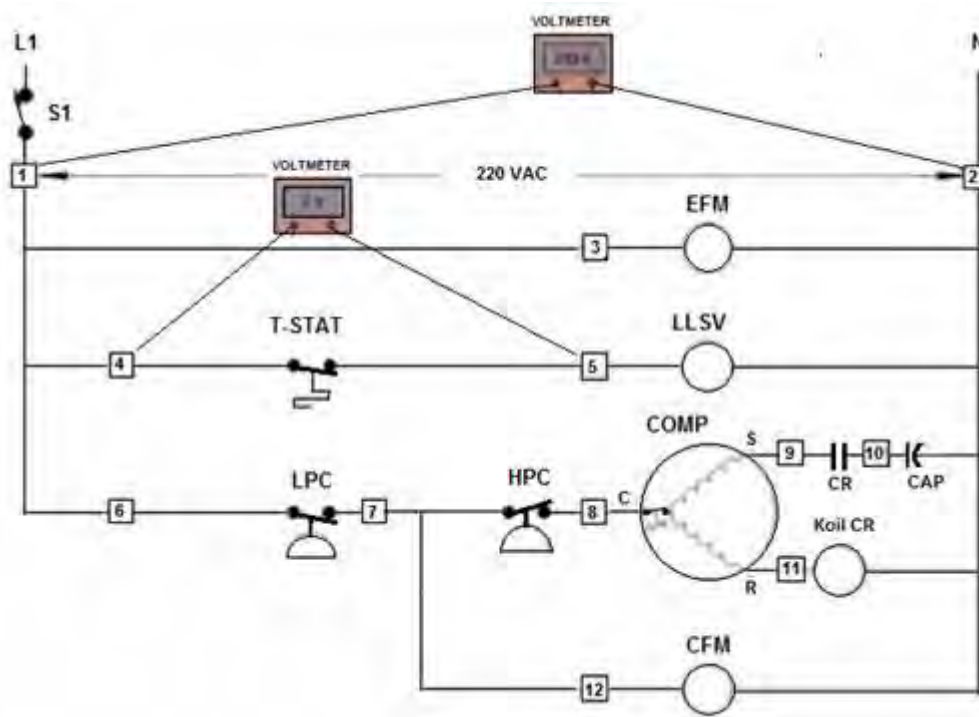 VOLTMETER
L1
N
S1
1
VOLTMETER
220 VAC
2
EFM
3
T-STAT
LLSV
4
5
COMP
S
9
10
CR
CAP
LPC
HPC
6
7
8
C
Koil CR
11
R
CFM
12